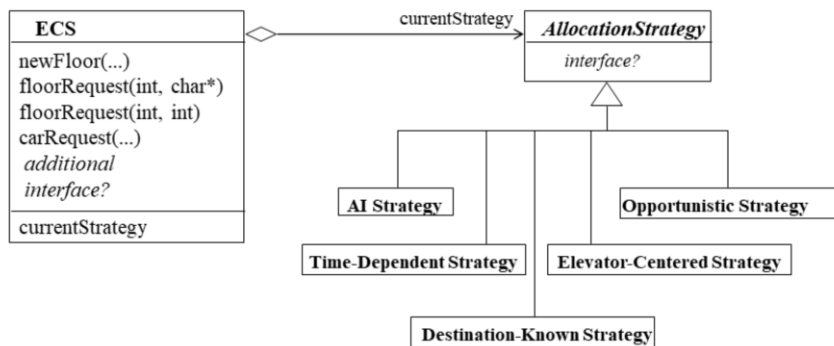 ECS
newFloor(...)
floorRequest(int, char*)
floorRequest(int, int)
carRequest(...)
additional
interface?
currentStrategy
currentStrategy
AllocationStrategy
interface?
AI Strategy
Opportunistic Strategy
Time-Dependent Strategy
Elevator-Centered Strategy
Destination-Known Strategy